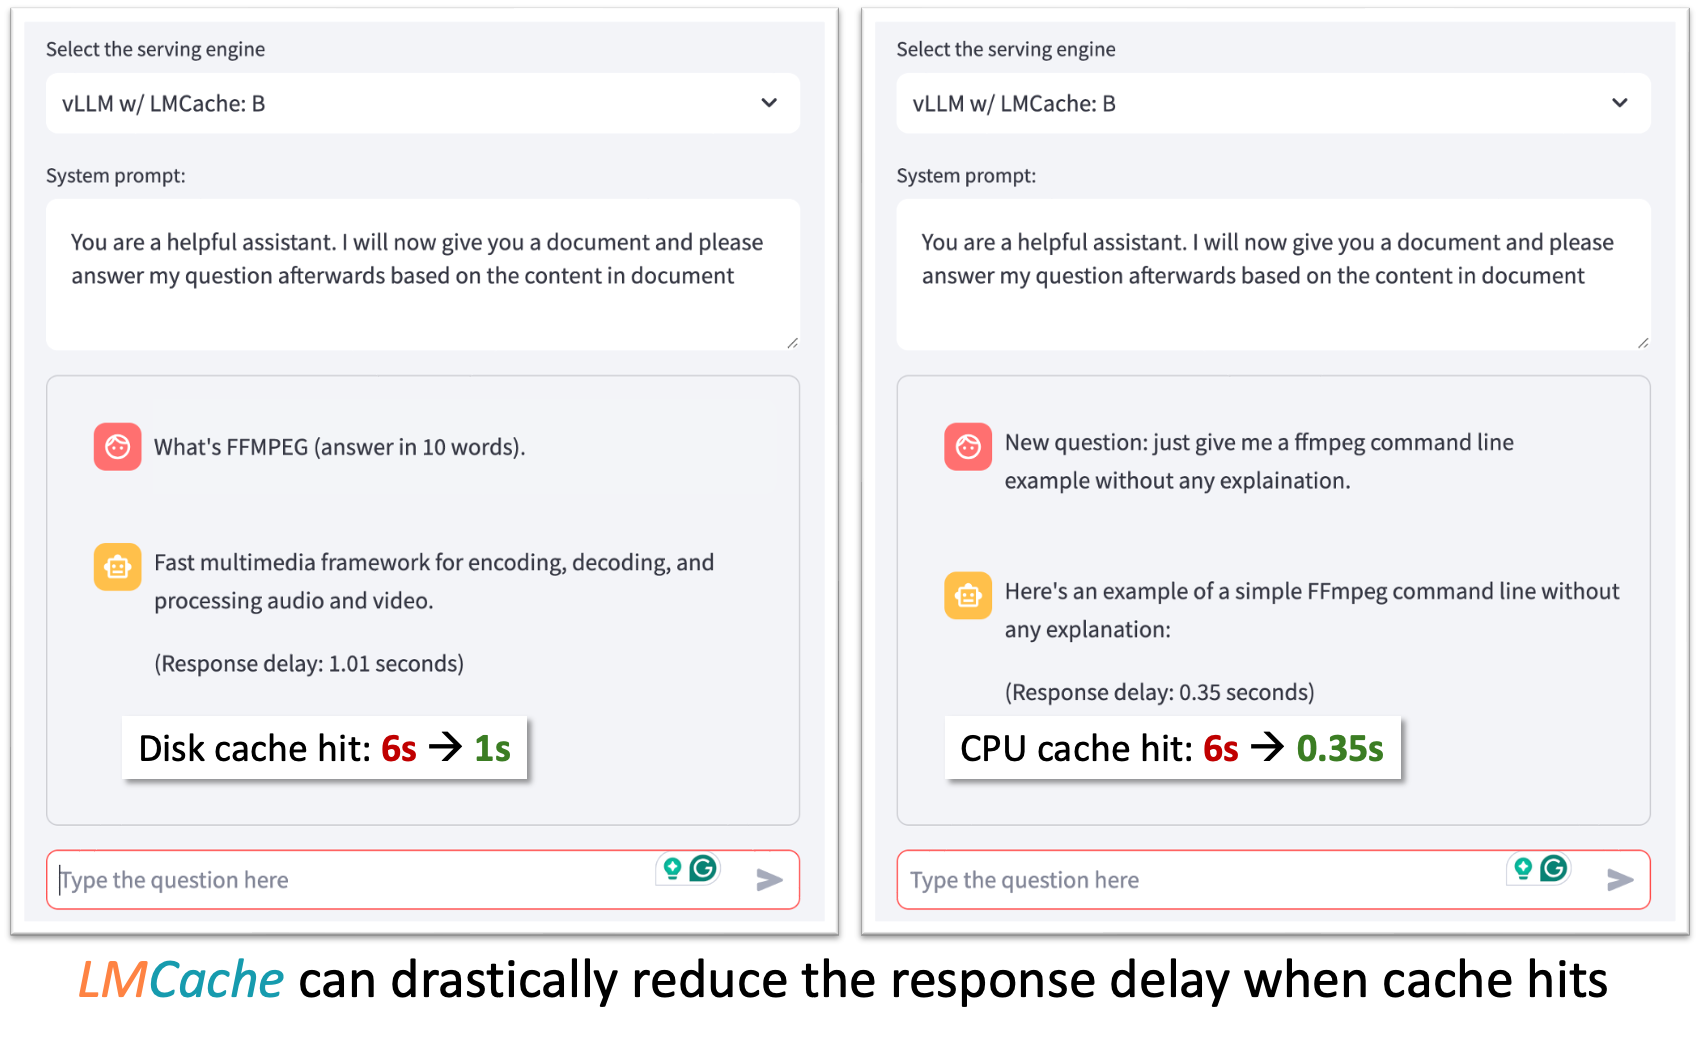 Select the serving engine
vLLM w/ LMCache: B
System prompt:
You are a helpful assistant. I will now give you a document and please
answer my question afterwards based on the content in document
What's FFMPEG (answer in 10 words).
Fast multimedia framework for encoding, decoding, and
processing audio and video.
(Response delay: 1.01 seconds)
Disk cache hit: 6s → 1s
Type the question here
Select the serving engine
vLLM w/ LMCache: B
System prompt:
You are a helpful assistant. I will now give you a document and please
answer my question afterwards based on the content in document
New question: just give me a ffmpeg command line
example without any explaination.
Here's an example of a simple FFmpeg command line without
any explanation:
(Response delay: 0.35 seconds)
CPU cache hit: 6s → 0.35s
Type the question here
LMCache can drastically reduce the response delay when cache hits